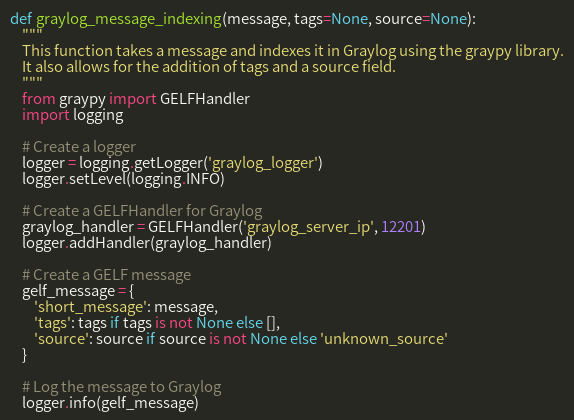 def graylog_message_indexing(message, tags=None, source=None):
    """
    This function takes a message and indexes it in Graylog using the graypy library.
    It also allows for the addition of tags and a source field.
    """
    from graypy import GELFHandler
    import logging

    # Create a logger
    logger = logging.getLogger('graylog_logger')
    logger.setLevel(logging.INFO)

    # Create a GELFHandler for Graylog
    graylog_handler = GELFHandler('graylog_server_ip', 12201)
    logger.addHandler(graylog_handler)

    # Create a GELF message
    gelf_message = {
        'short_message': message,
        'tags': tags if tags is not None else [],
        'source': source if source is not None else 'unknown_source'
    }

    # Log the message to Graylog
    logger.info(gelf_message)